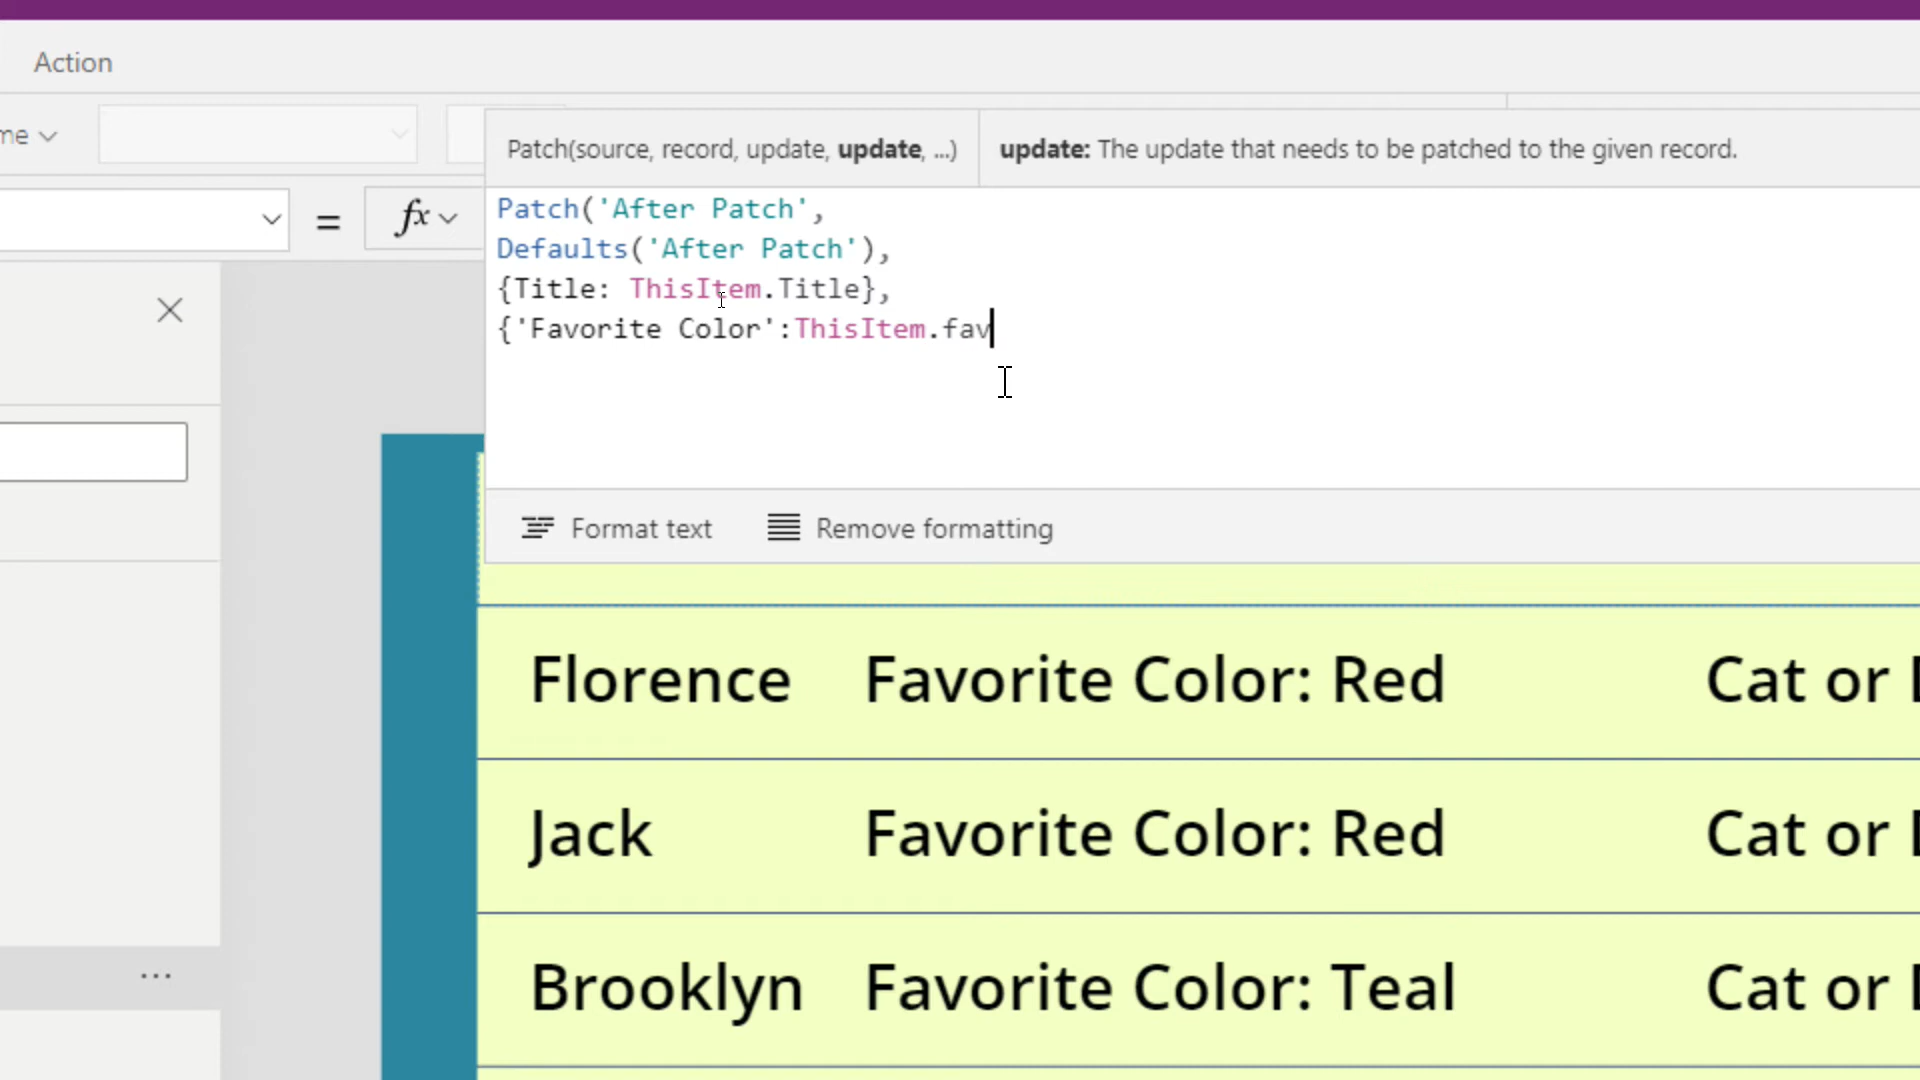 Action
me
Patch(source, record, update, update, ...)
update: The update that needs to be patched to the given record.
=
fx
Patch('After Patch',
Defaults('After Patch'),
{Title: ThisItem.Title},
{'Favorite Color':ThisItem.fav
Format text
Remove formatting
Florence Favorite Color: Red Cat or
Jack Favorite Color: Red Cat or
Brooklyn Favorite Color: Teal Cat or